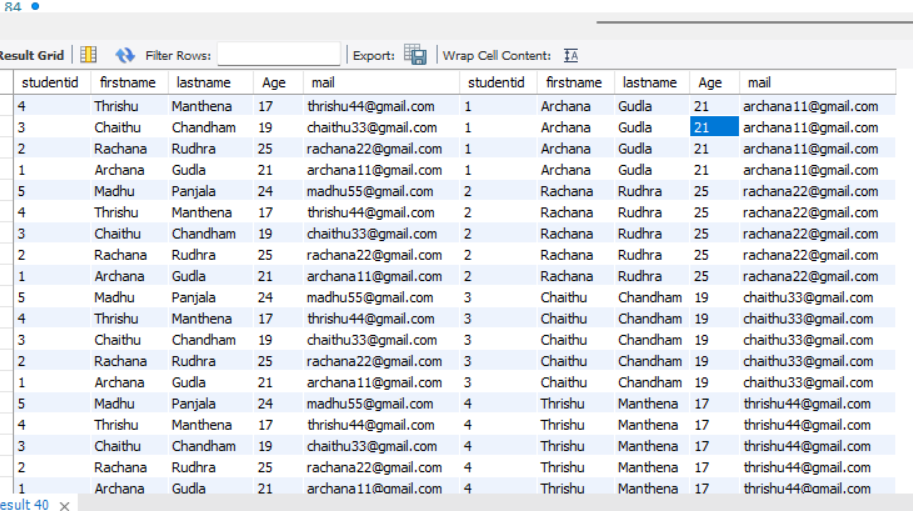 84
Result Grid Filter Rows: Export: Wrap Cell Content:
studentid firstname lastname Age mail studentid firstname lastname Age mail
4 Thrishu Manthena 17 thrishu44@gmail.com 1 Archana Gudla 21 archana11@gmail.com
3 Chaithu Chandham 19 chaithu33@gmail.com 1 Archana Gudla 21 archana11@gmail.com
2 Rachana Rudhra 25 rachana22@gmail.com 1 Archana Gudla 21 archana11@gmail.com
1 Archana Gudla 21 archana11@gmail.com 1 Archana Gudla 21 archana11@gmail.com
5 Madhu Panjala 24 madhu55@gmail.com 2 Rachana Rudhra 25 rachana22@gmail.com
4 Thrishu Manthena 17 thrishu44@gmail.com 2 Rachana Rudhra 25 rachana22@gmail.com
3 Chaithu Chandham 19 chaithu33@gmail.com 2 Rachana Rudhra 25 rachana22@gmail.com
2 Rachana Rudhra 25 rachana22@gmail.com 2 Rachana Rudhra 25 rachana22@gmail.com
1 Archana Gudla 21 archana11@gmail.com 2 Rachana Rudhra 25 rachana22@gmail.com
5 Madhu Panjala 24 madhu55@gmail.com 3 Chaithu Chandham 19 chaithu33@gmail.com
4 Thrishu Manthena 17 thrishu44@gmail.com 3 Chaithu Chandham 19 chaithu33@gmail.com
3 Chaithu Chandham 19 chaithu33@gmail.com 3 Chaithu Chandham 19 chaithu33@gmail.com
2 Rachana Rudhra 25 rachana22@gmail.com 3 Chaithu Chandham 19 chaithu33@gmail.com
1 Archana Gudla 21 archana11@gmail.com 3 Chaithu Chandham 19 chaithu33@gmail.com
5 Madhu Panjala 24 madhu55@gmail.com 4 Thrishu Manthena 17 thrishu44@gmail.com
4 Thrishu Manthena 17 thrishu44@gmail.com 4 Thrishu Manthena 17 thrishu44@gmail.com
3 Chaithu Chandham 19 chaithu33@gmail.com 4 Thrishu Manthena 17 thrishu44@gmail.com
2 Rachana Rudhra 25 rachana22@gmail.com 4 Thrishu Manthena 17 thrishu44@gmail.com
1 Archana Gudla 21 archana11@gmail.com 4 Thrishu Manthena 17 thrishu44@gmail.com
esult 40